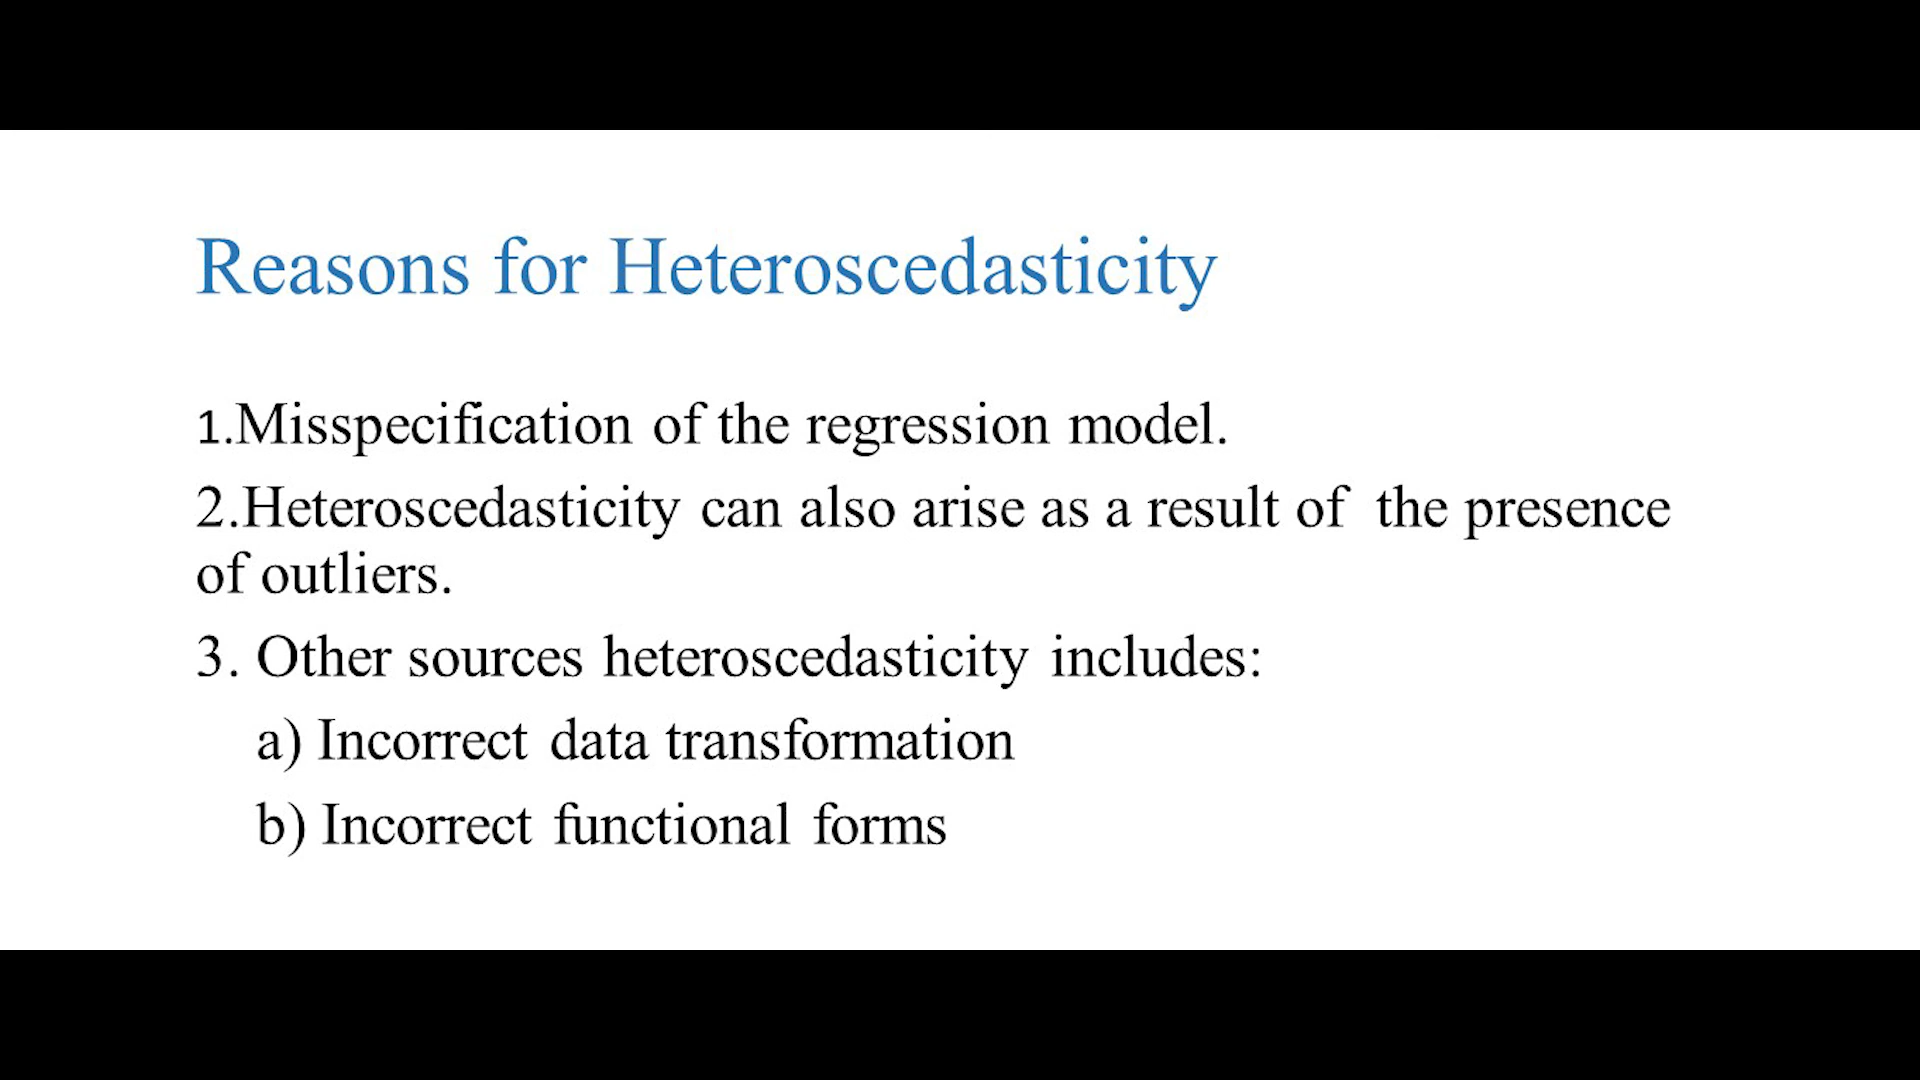 Reasons for Heteroscedasticity
1.Misspecification of the regression model.
2.Heteroscedasticity can also arise as a result of the presence
of outliers.
3. Other sources heteroscedasticity includes:
a) Incorrect data transformation
b) Incorrect functional forms